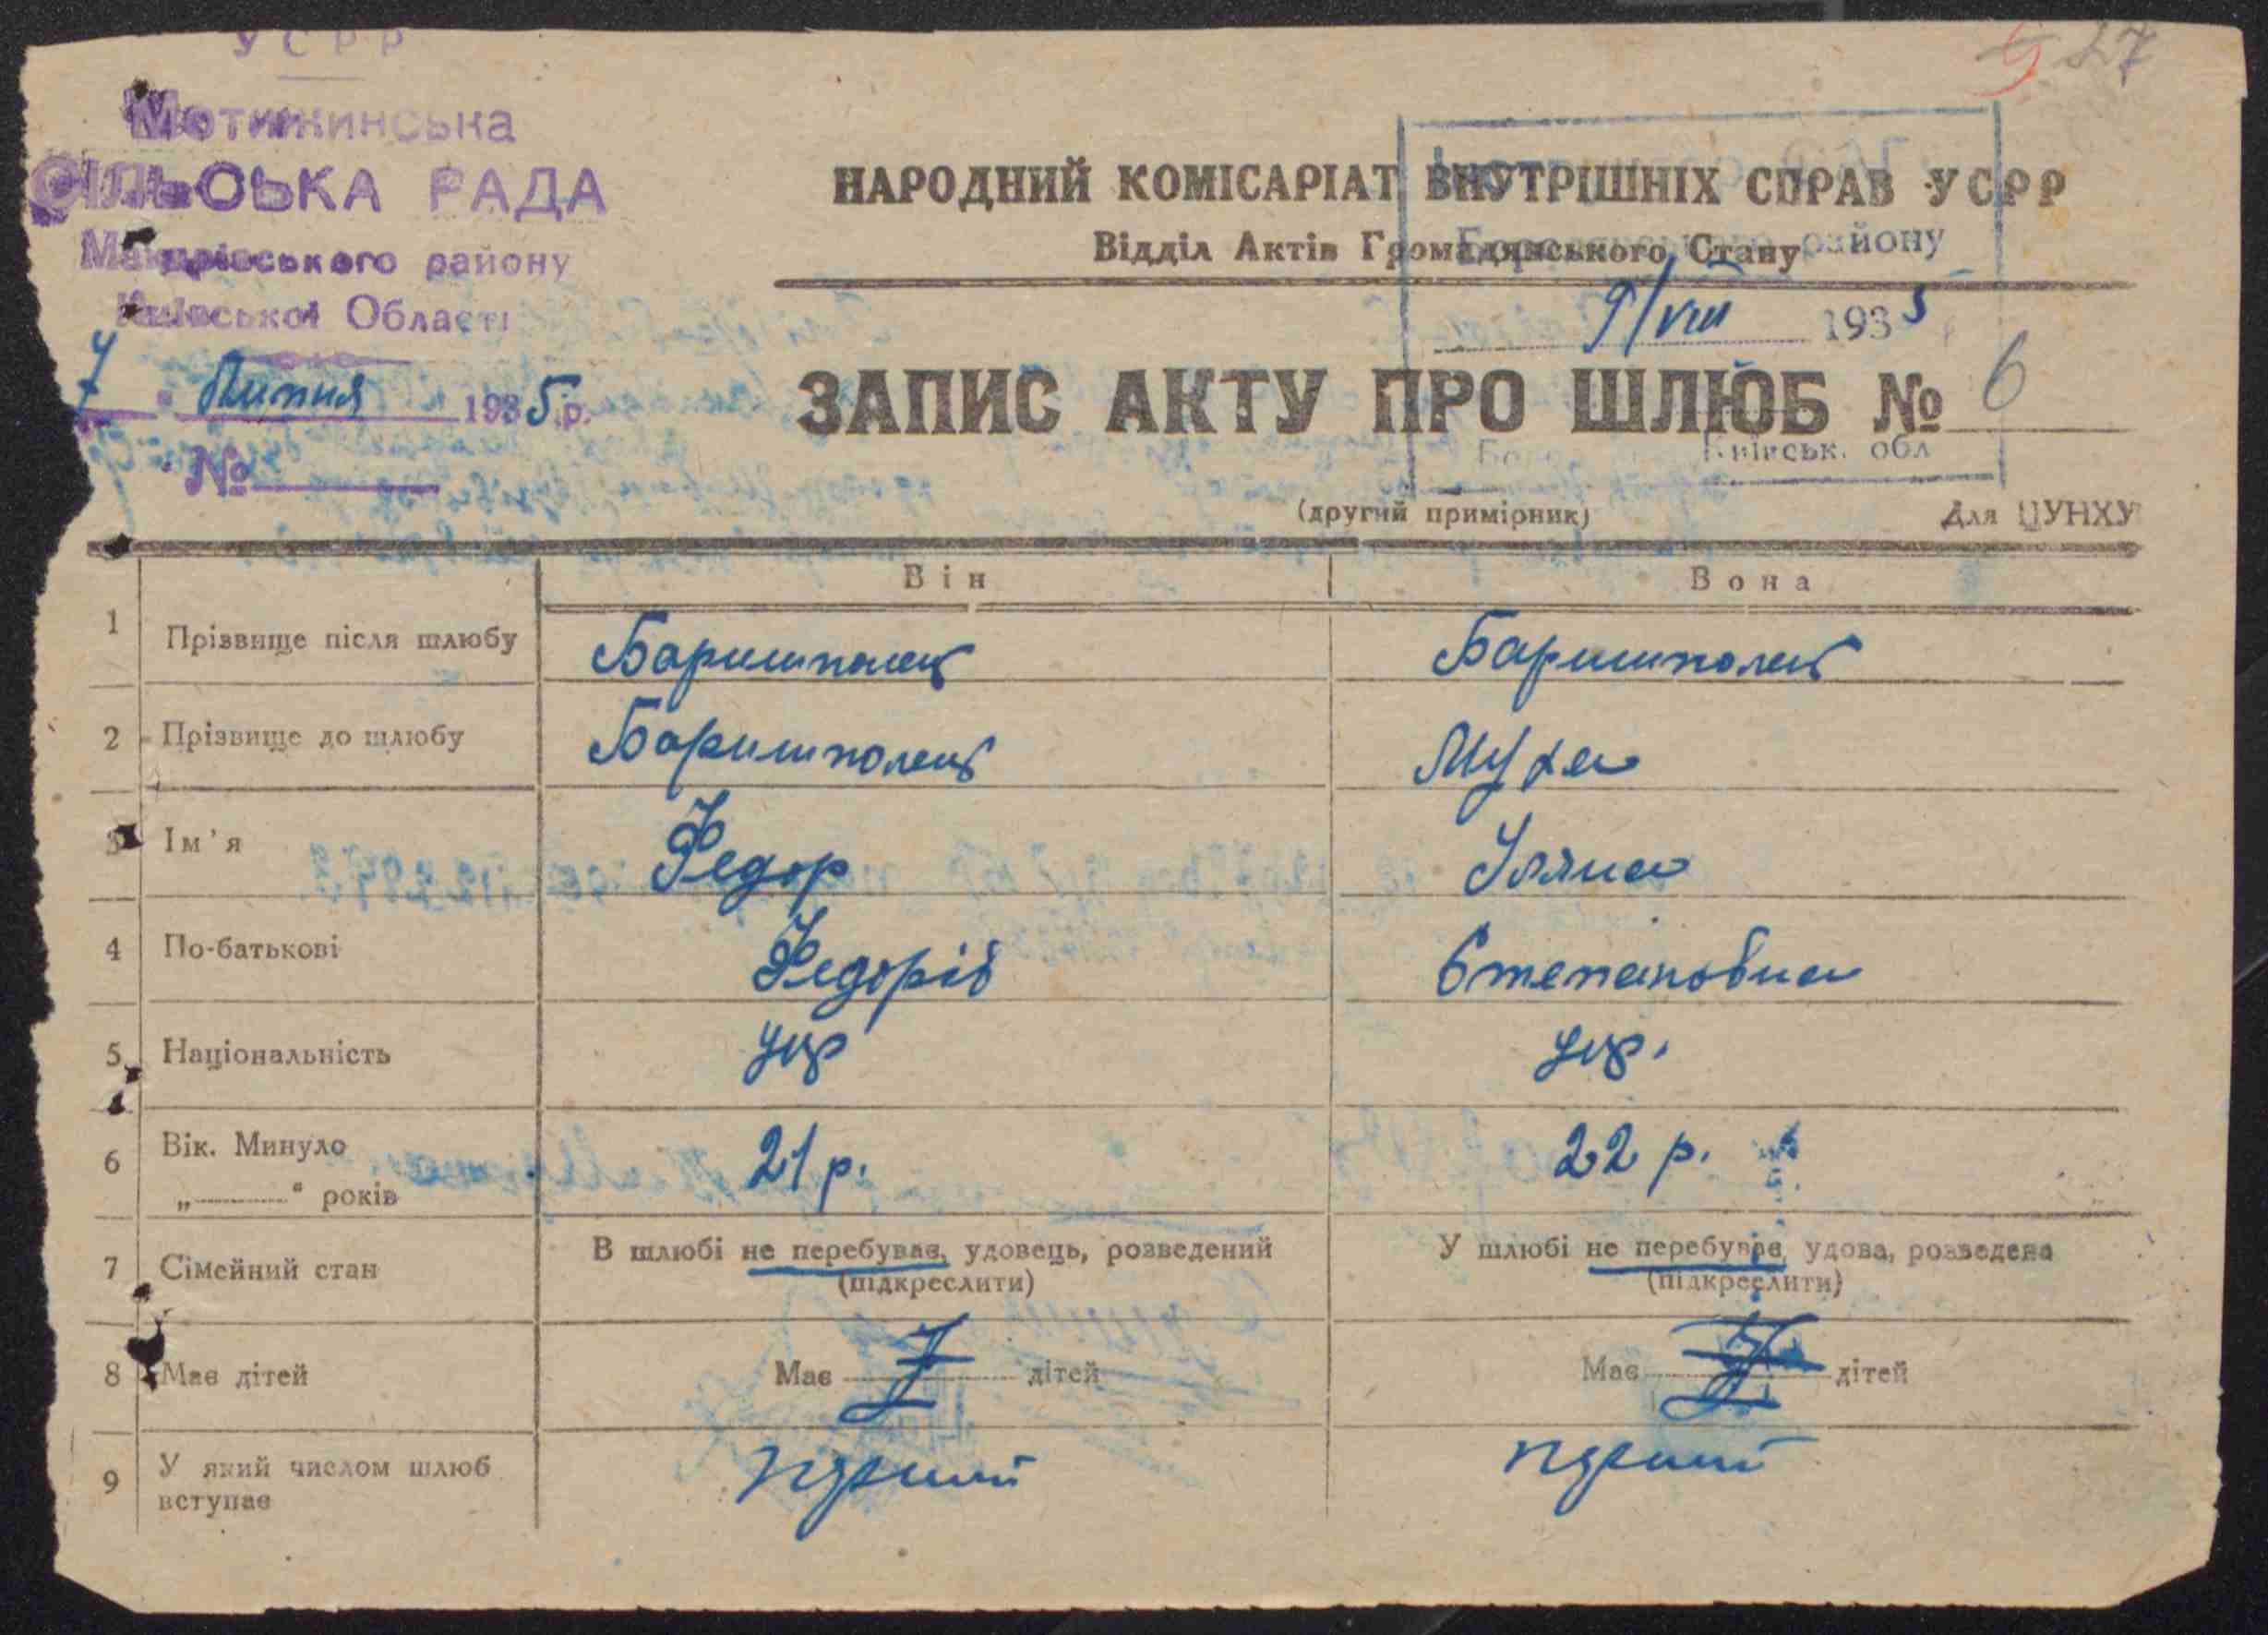 УСРР
Мотижинська
СІЛЬСЬКА РАДА
Макарівського району
Київської Області
7 " Липня 1935 р.
№
5 27
НАРОДНИЙ КОМІСАРІАТ ВНУТРІШНІХ СПРАВ УСРР
Відділ Актів Громадянського Стану
району
9/VIII 1935
ЗАПИС АКТУ ПРО ШЛЮБ № 6
Київськ. обл
(другий примірник) Для ЦУНХУ
Він Вона
1 Прізвище після шлюбу Баришполець Баришполець
2 Прізвище до шлюбу Баришполець Муха
3 Ім'я Федор Уляна
4 По-батькові Федорів Степановна
5 Національність укр укр.
6 Вік. Минуло 21 р. 22 р.
„ “ років
7 Сімейний стан В шлюбі не перебував, удовець, розведений У шлюбі не перебував, удова, розведена
(підкреслити) (підкреслити)
8 Має дітей Має дітей Має дітей
9 У який числом шлюб вступає перший перший